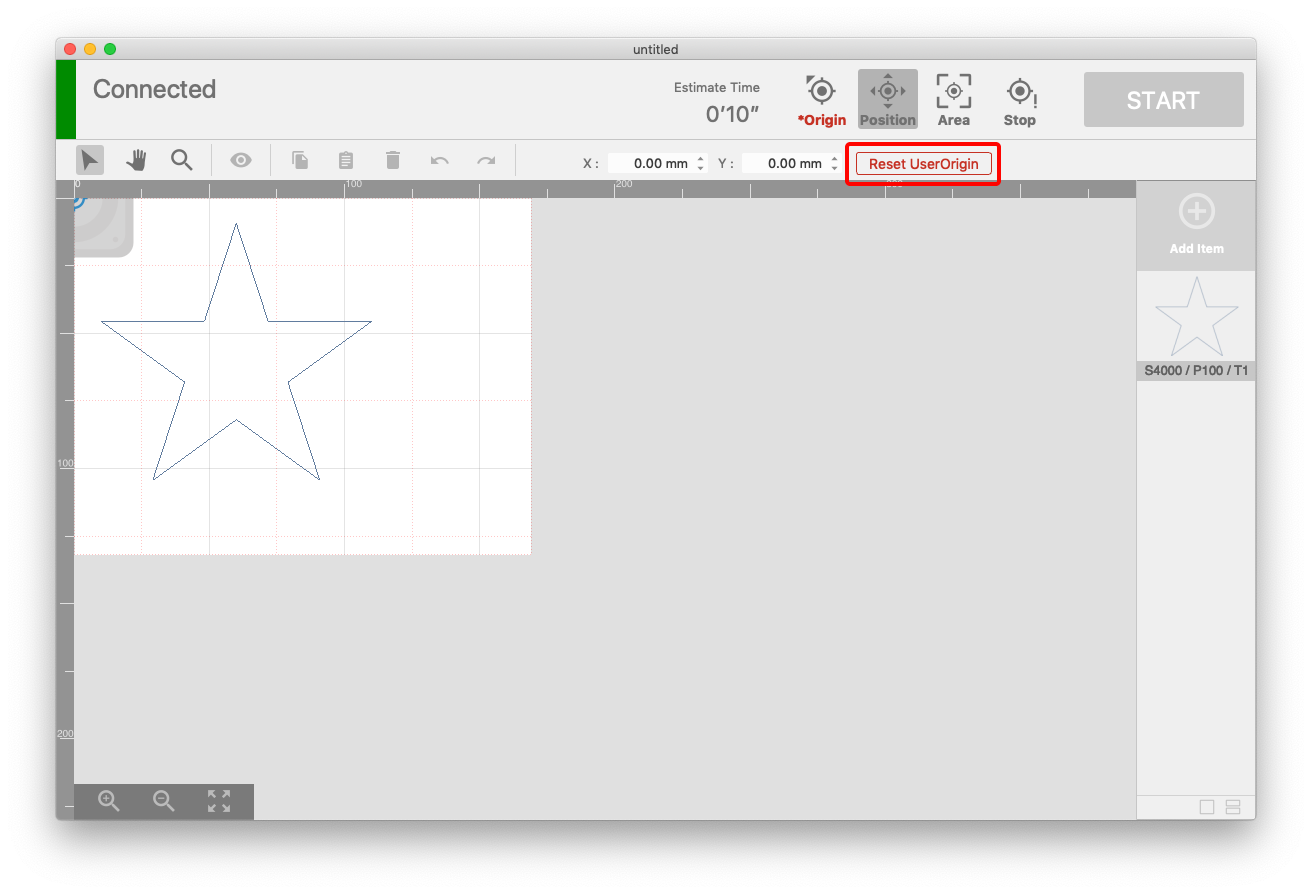 untitled
Connected
Estimate Time
0'10”
*Origin
Position
Area
Stop
START
X :
0.00 mm
Y :
0.00 mm
Reset UserOrigin
0
100
200
Add Item
S4000 / P100 / T1
100
200